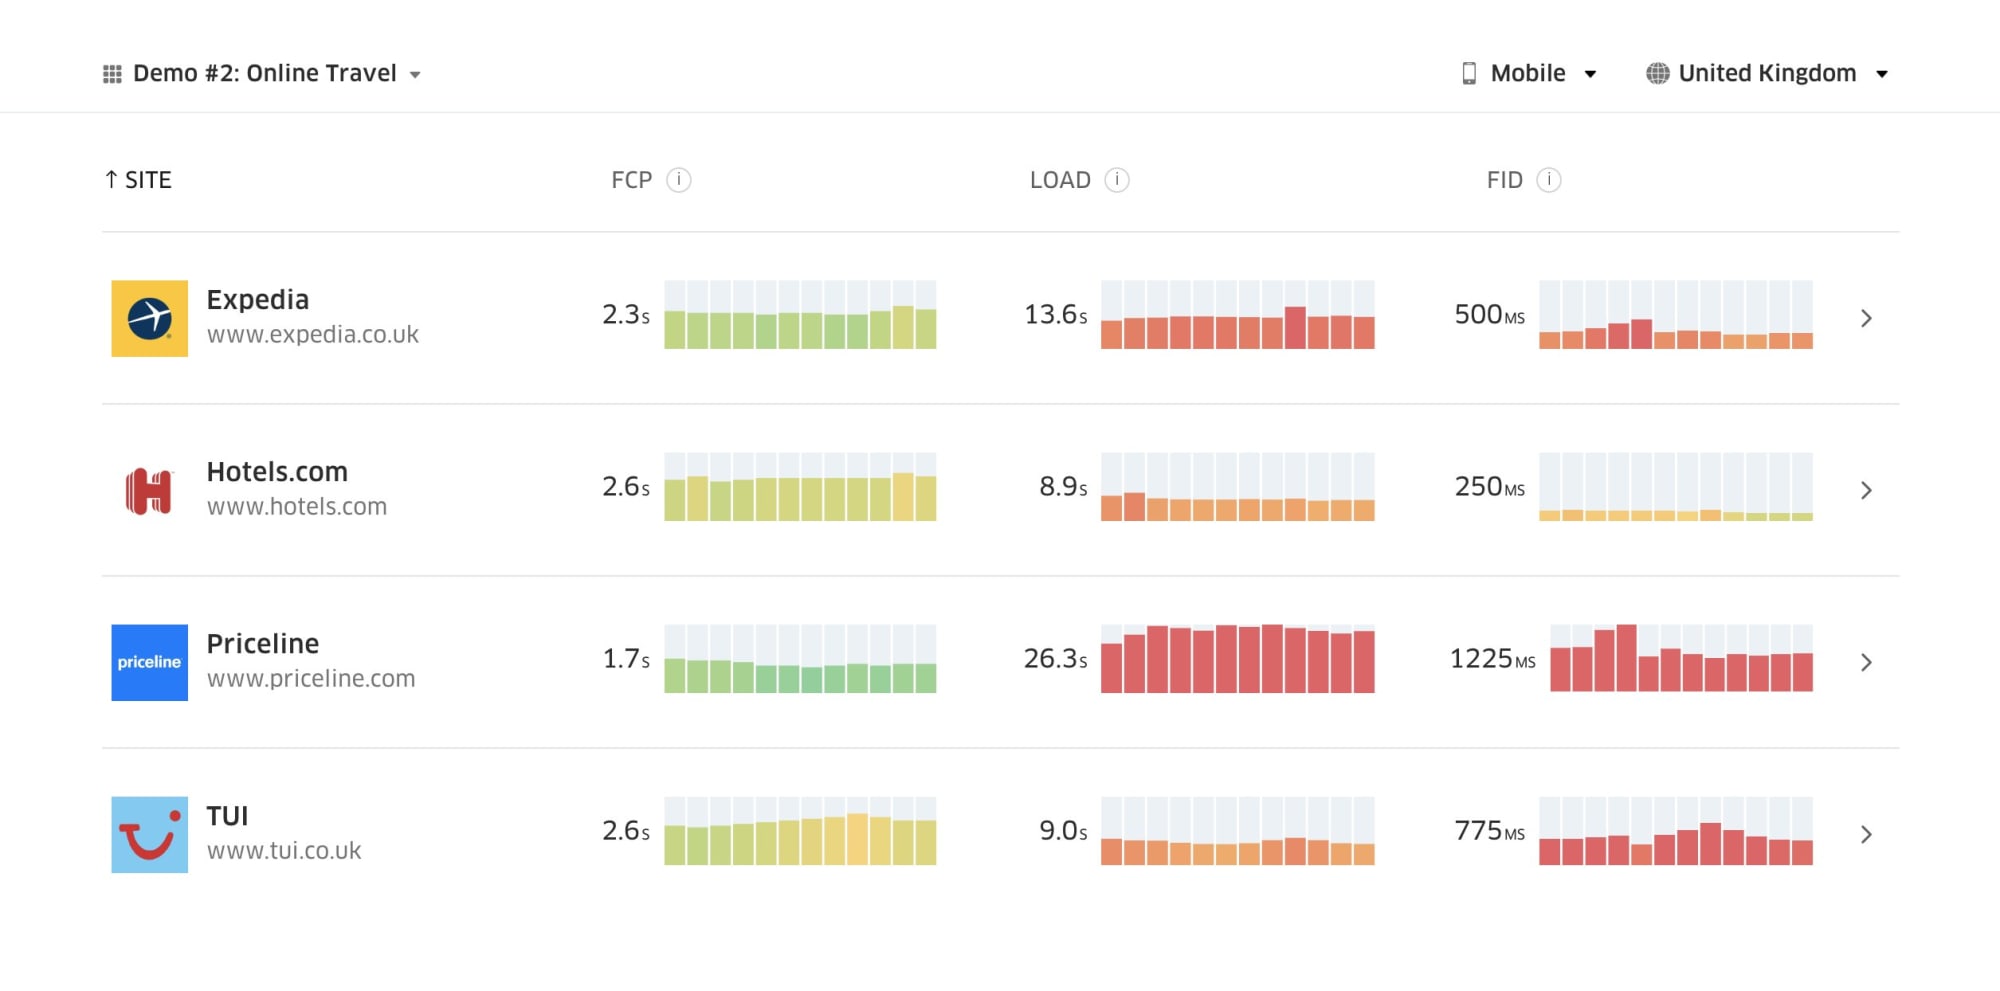 Demo #2: Online Travel
Mobile
United Kingdom
↑ SITE
FCP i
LOAD i
FID i
Expedia
www.expedia.co.uk
2.3s
13.6s
500MS
Hotels.com
www.hotels.com
2.6s
8.9s
250MS
priceline
Priceline
www.priceline.com
1.7s
26.3s
1225MS
TUI
www.tui.co.uk
2.6s
9.0s
775MS